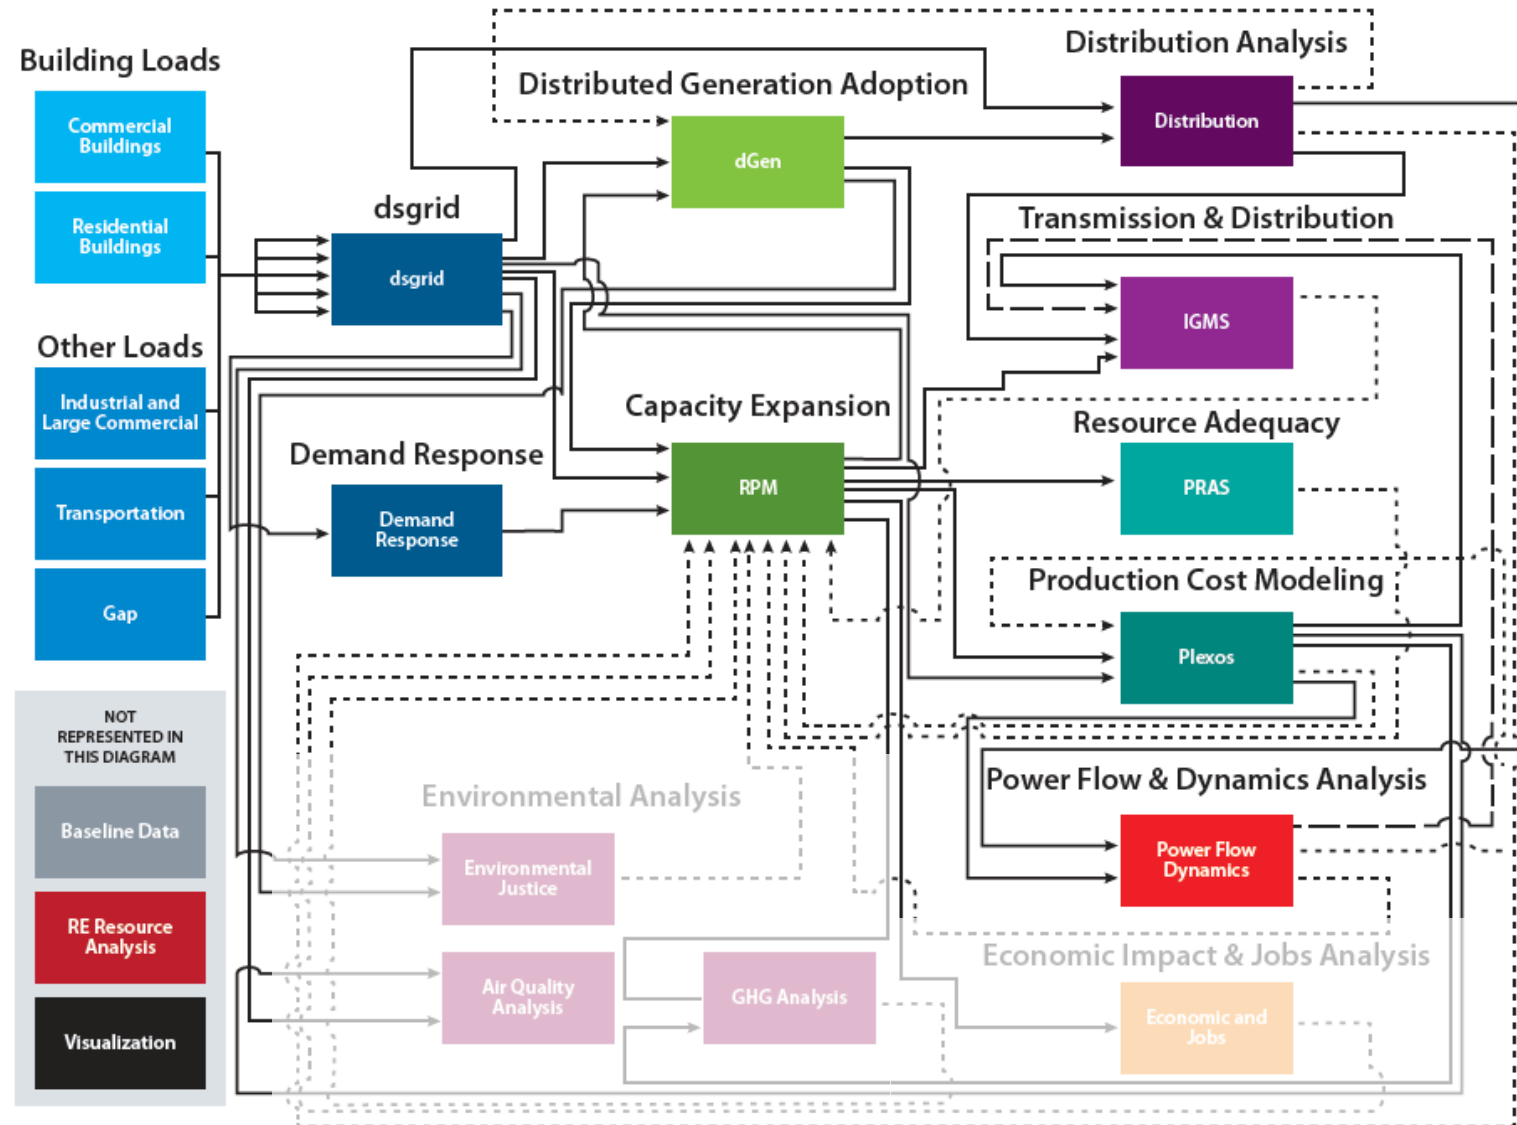 Building Loads
Commercial
Buildings
Residential
Buildings
Other Loads
Industrial and
Large Commercial
Transportation
Gap
NOT
REPRESENTED IN
THIS DIAGRAM
Baseline Data
RE Resource
Analysis
Visualization
dsgrid
dsgrid
Demand Response
Demand
Response
Distributed Generation Adoption
dGen
Capacity Expansion
RPM
Environmental Analysis
Environmental
Justice
Air Quality
Analysis
GHG Analysis
Distribution Analysis
Distribution
Transmission & Distribution
IGMS
Resource Adequacy
PRAS
Production Cost Modeling
Plexos
Power Flow & Dynamics Analysis
Power Flow
Dynamics
Economic Impact & Jobs Analysis
Economic and
Jobs